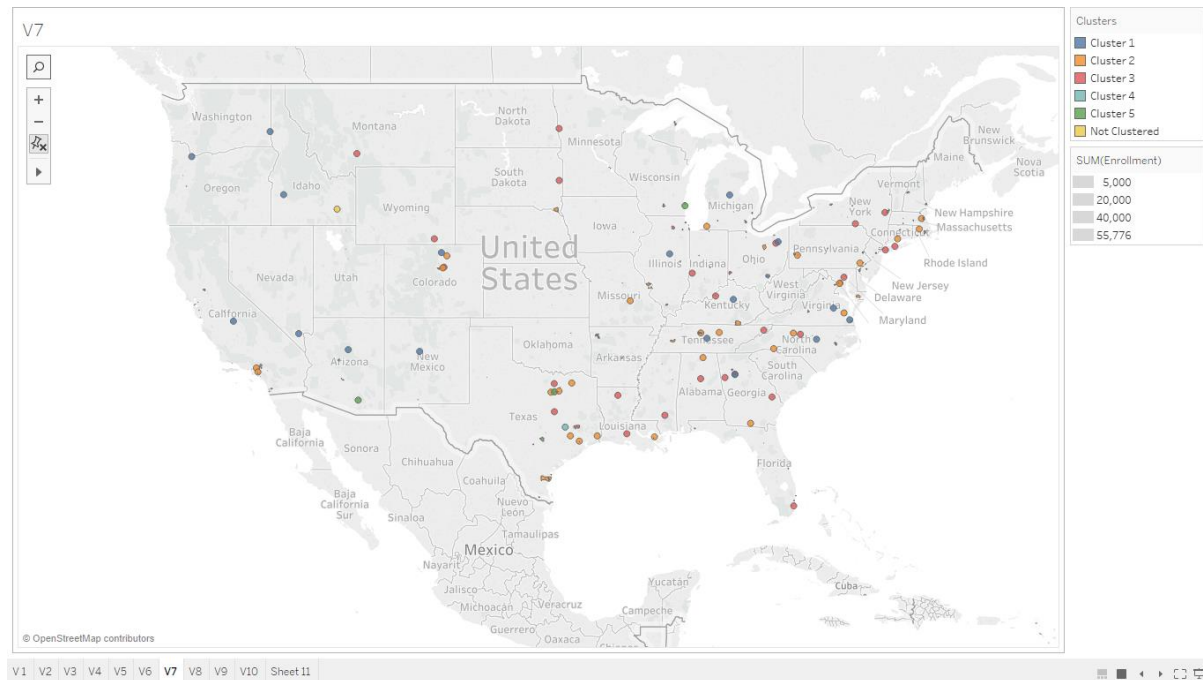 V7
Clusters
Cluster 1
Cluster 2
Cluster 3
Cluster 4
Cluster 5
Not Clustered
SUM(Enrollment)
5,000
20,000
40,000
55,776
Washington
Montana
North Dakota
Minnesota
Oregon
Idaho
Wyoming
South Dakota
Wisconsin
Michigan
New York
Vermont
Maine
New Brunswick
Nova Scotia
New Hampshire
Massachusetts
Connecticut
Rhode Island
New Jersey
Delaware
Maryland
Nevada
Utah
Colorado
United States
Iowa
Illinois
Indiana
Ohio
Pennsylvania
West Virginia
Virginia
California
Missouri
Kentucky
Arizona
New Mexico
Oklahoma
Arkansas
Tennessee
North Carolina
South Carolina
Alabama
Georgia
Texas
Louisiana
Florida
Baja California
Sonora
Chihuahua
Coahuila
Baja California Sur
Sinaloa
Nuevo León
Tamaulipas
Mexico
Nayarit
Jalisco
Michoacán
Veracruz
Guerrero
Oaxaca
Yucatán
Campeche
Cuba
© OpenStreetMap contributors
V1 V2 V3 V4 V5 V6 V7 V8 V9 V10 Sheet 11